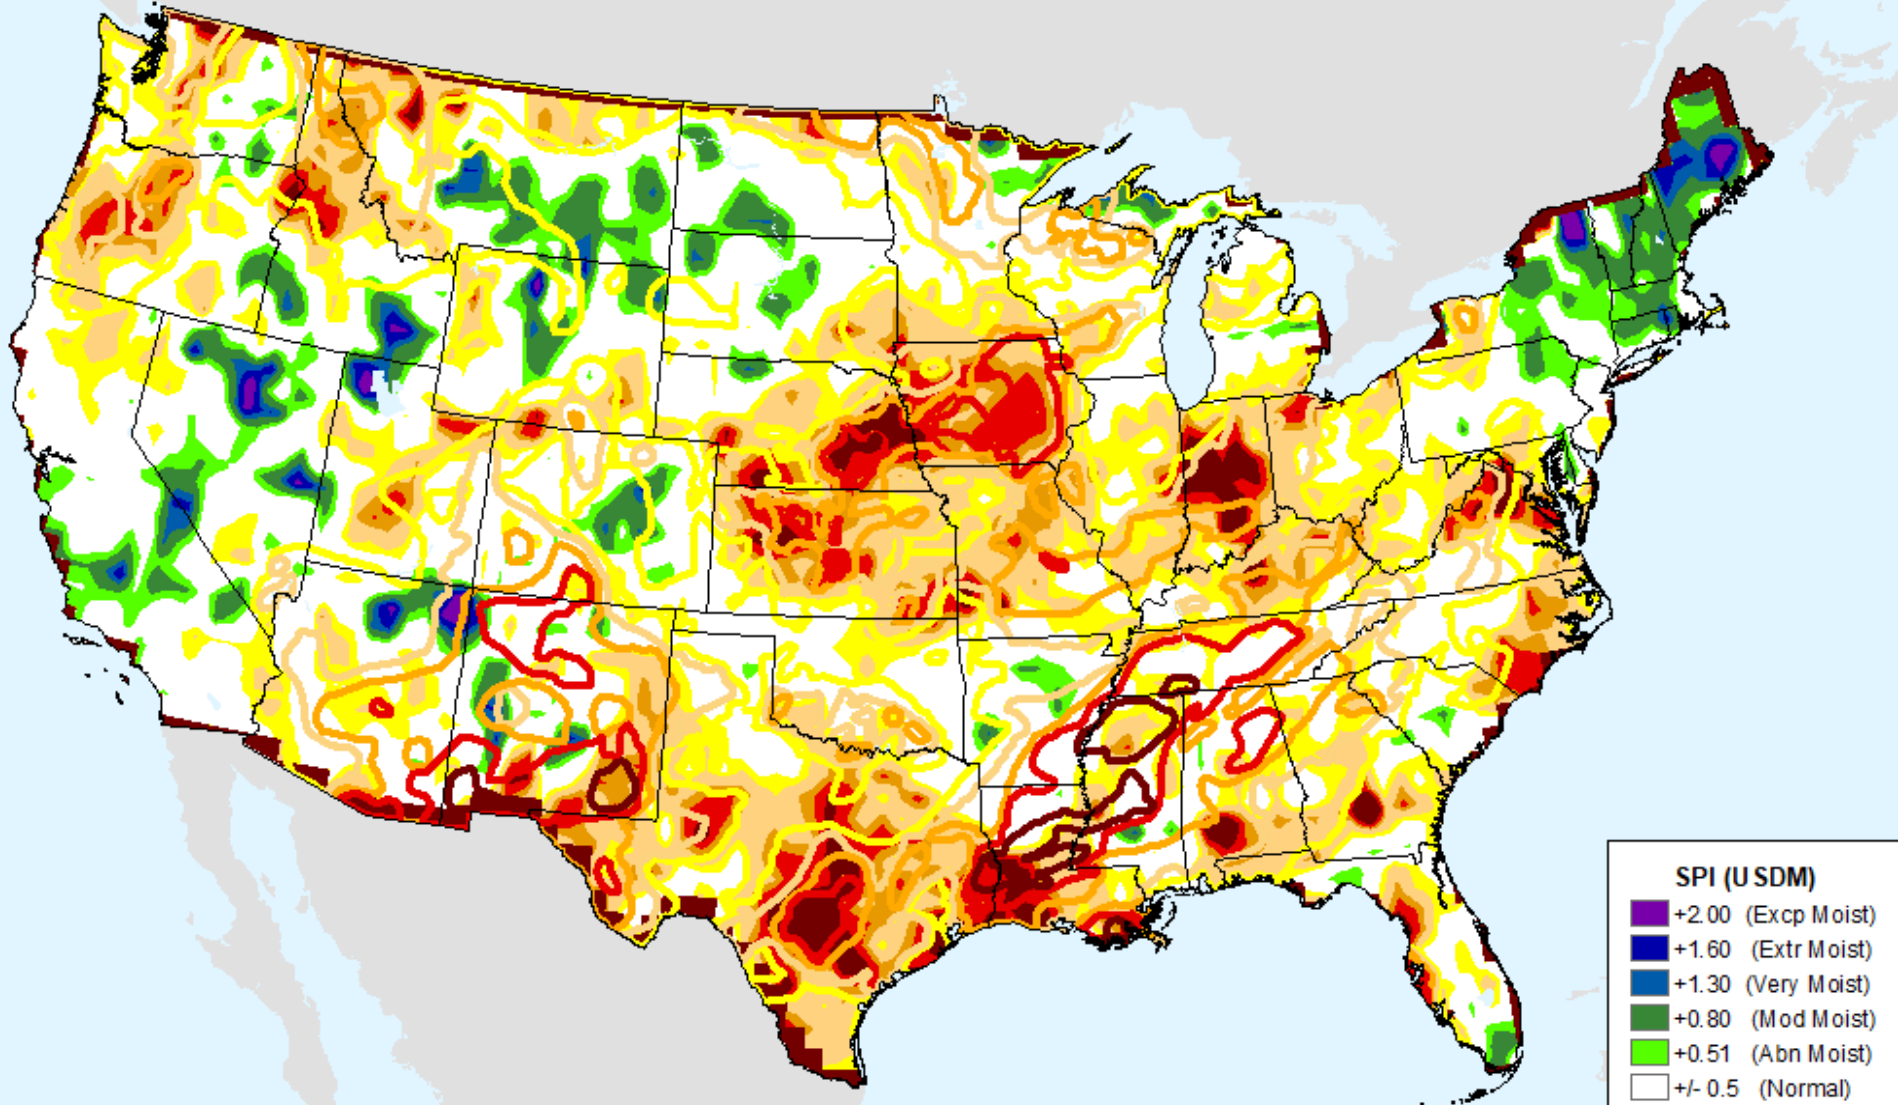 SPI (USDM)
+2.00 (Excp Moist)
+1.60 (Extr Moist)
+1.30 (Very Moist)
+0.80 (Mod Moist)
+0.51 (Abn Moist)
+/- 0.5 (Normal)